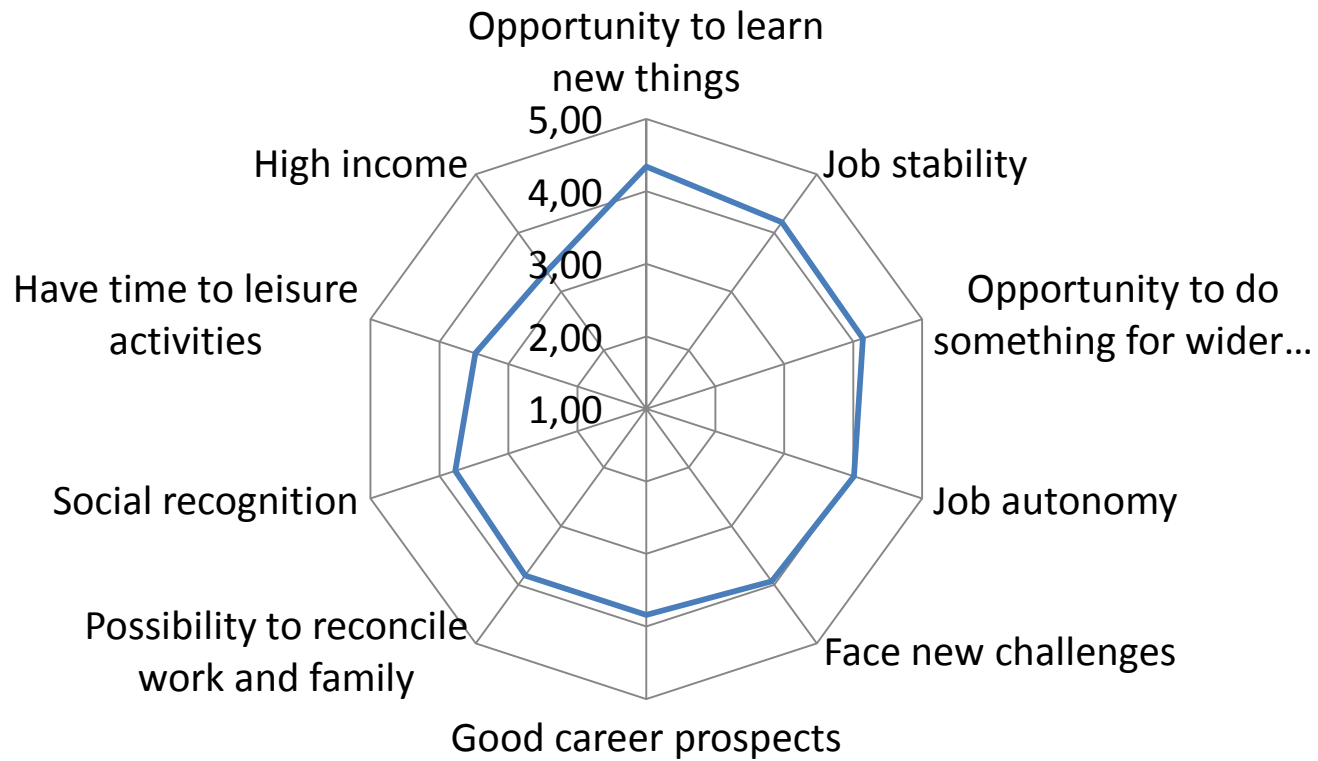 Opportunity to learn
new things
5,00
High income
Job stability
4,00
3,00
Have time to leisure
activities
Opportunity to do
something for wider...
2,00
1,00
Social recognition
Job autonomy
Possibility to reconcile
work and family
Face new challenges
Good career prospects